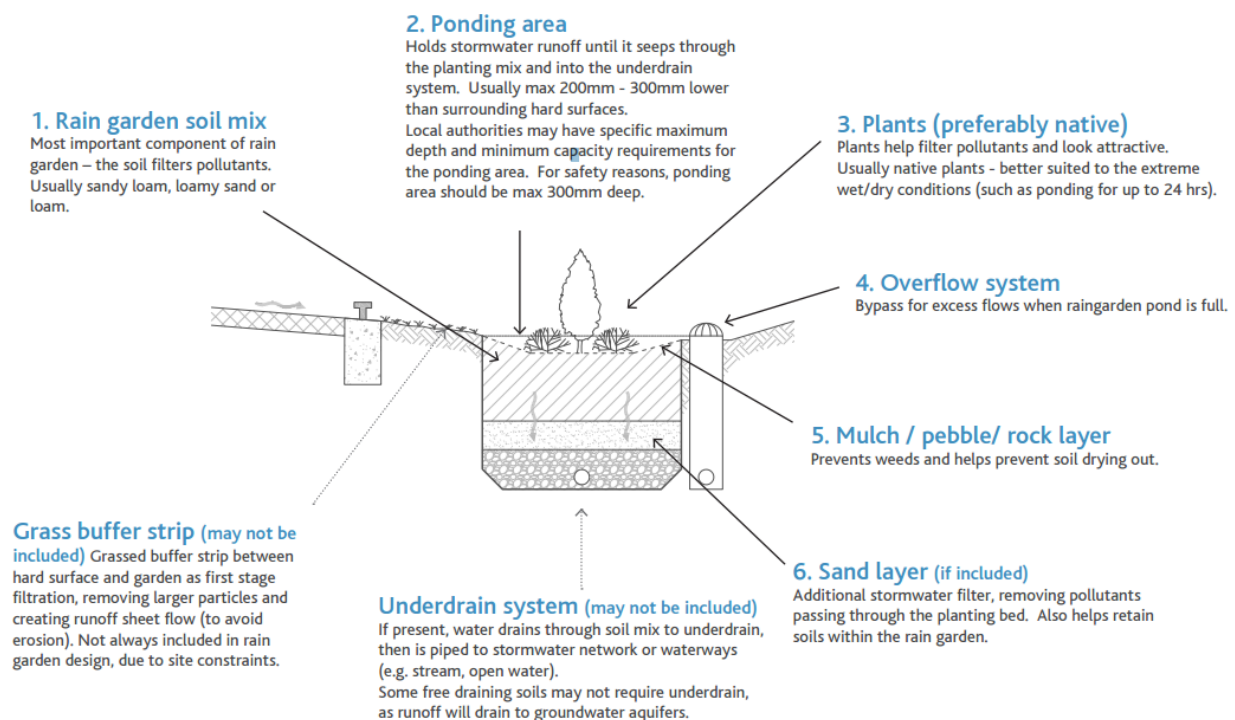 2. Ponding area
Holds stormwater runoff until it seeps through
the planting mix and into the underdrain
system. Usually max 200mm - 300mm lower
than surrounding hard surfaces.
Local authorities may have specific maximum
depth and minimum capacity requirements for
the ponding area. For safety reasons, ponding
area should be max 300mm deep.
1. Rain garden soil mix
Most important component of rain
garden – the soil filters pollutants.
Usually sandy loam, loamy sand or
loam.
3. Plants (preferably native)
Plants help filter pollutants and look attractive.
Usually native plants - better suited to the extreme
wet/dry conditions (such as ponding for up to 24 hrs).
4. Overflow system
Bypass for excess flows when raingarden pond is full.
5. Mulch / pebble/ rock layer
Prevents weeds and helps prevent soil drying out.
Grass buffer strip (may not be
included) Grassed buffer strip between
hard surface and garden as first stage
filtration, removing larger particles and
creating runoff sheet flow (to avoid
erosion). Not always included in rain
garden design, due to site constraints.
Underdrain system (may not be included)
If present, water drains through soil mix to underdrain,
then is piped to stormwater network or waterways
(e.g. stream, open water).
Some free draining soils may not require underdrain,
as runoff will drain to groundwater aquifers.
6. Sand layer (if included)
Additional stormwater filter, removing pollutants
passing through the planting bed. Also helps retain
soils within the rain garden.